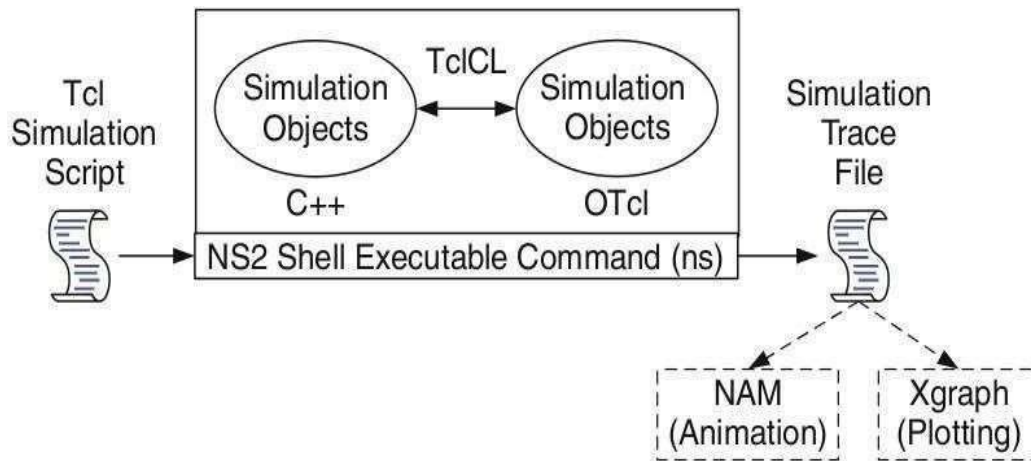 Tcl
Simulation
Script
TclCL
Simulation
Objects
Simulation
Objects
C++
OTcl
NS2 Shell Executable Command (ns)
Simulation
Trace
File
NAM
(Animation)
Xgraph
(Plotting)